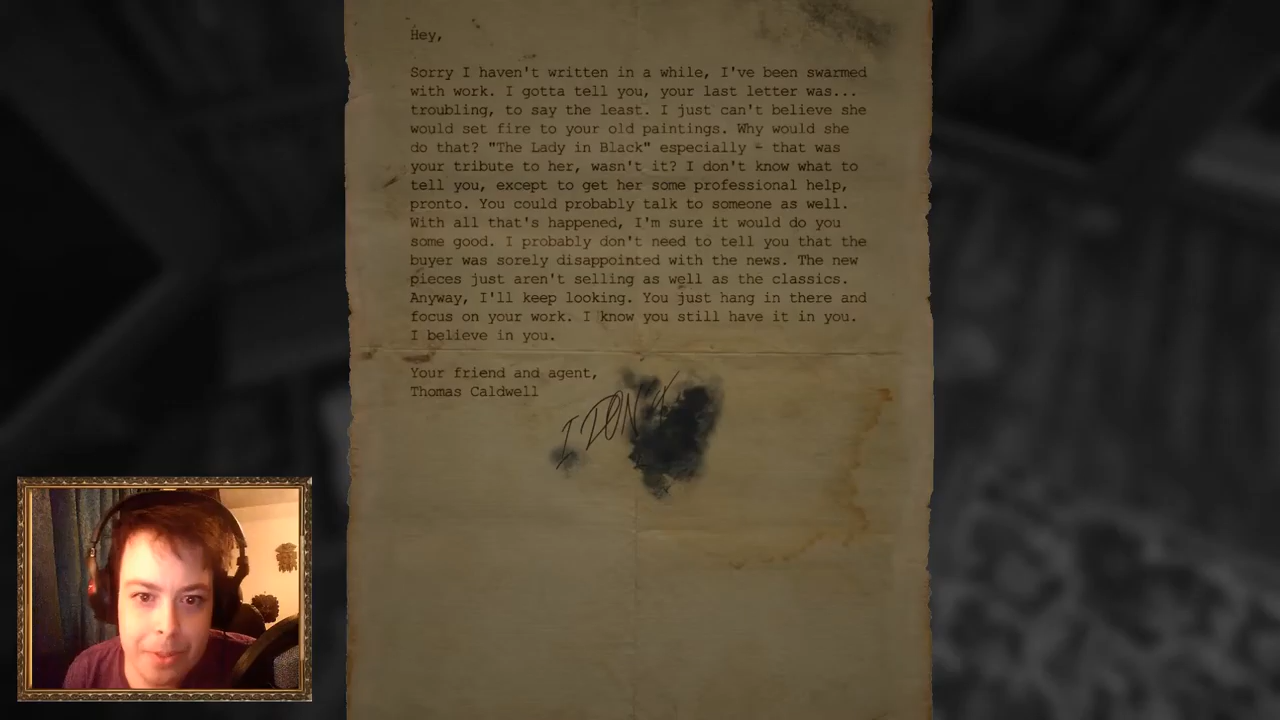 Hey,
Sorry I haven't written in a while, I've been swarmed
with work. I gotta tell you, your last letter was...
troubling, to say the least. I just can't believe she
would set fire to your old paintings. Why would she
do that? "The Lady in Black" especially - that was
your tribute to her, wasn't it? I don't know what to
tell you, except to get her some professional help,
pronto. You could probably talk to someone as well.
With all that's happened, I'm sure it would do you
some good. I probably don't need to tell you that the
buyer was sorely disappointed with the news. The new
pieces just aren't selling as well as the classics.
Anyway, I'll keep looking. You just hang in there and
focus on your work. I know you still have it in you.
I believe in you.
Your friend and agent,
Thomas Caldwell
I DON'T